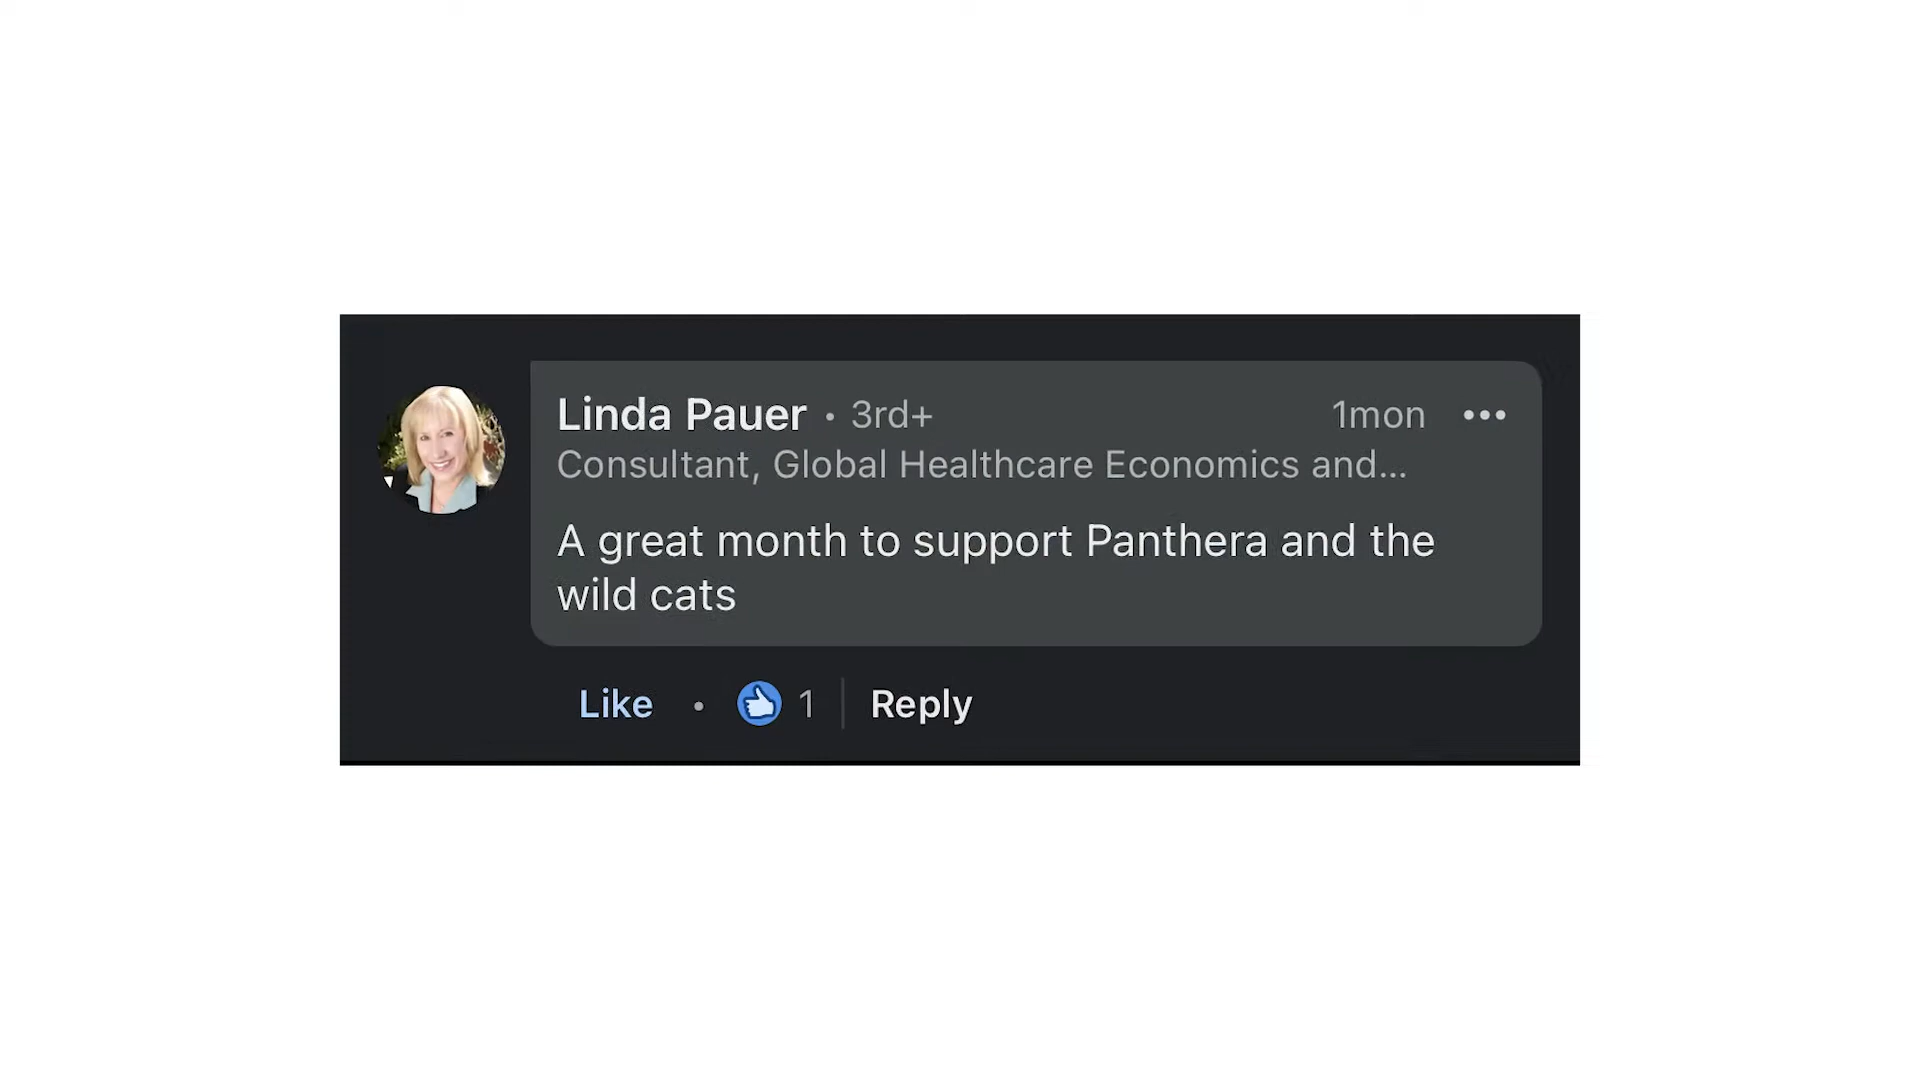 Linda Pauer • 3rd+ 1mon •••
Consultant, Global Healthcare Economics and...
A great month to support Panthera and the
wild cats
Like • 1 Reply